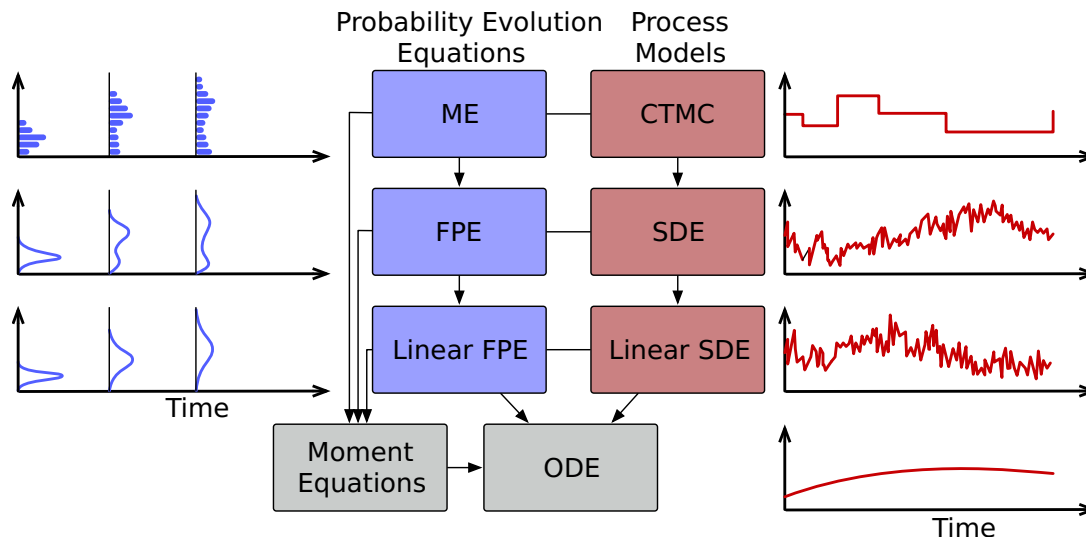 Probability Evolution
Equations
Process
Models
ME
CTMC
FPE
SDE
Linear FPE
Linear SDE
Time
Moment
Equations
ODE
Time